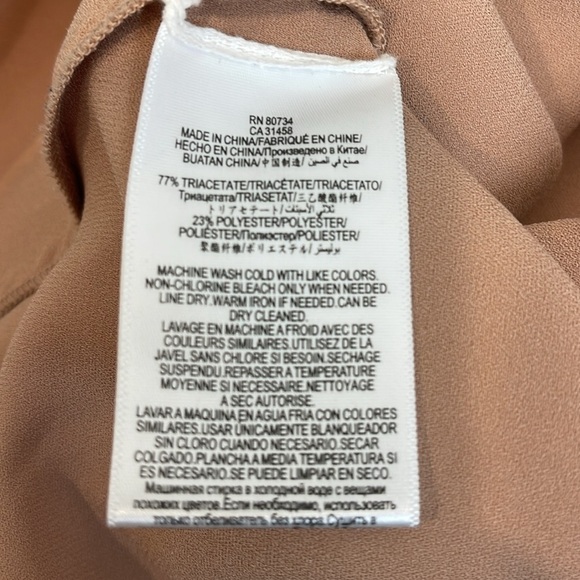 RN 80734
CA 31458
MADE IN CHINA/FABRIQUÉ EN CHINE/
HECHO EN CHINA/Произведено в Китае/
BUATAN CHINA/中国制造/صنع في الصين/
77% TRIACETATE/TRIACÉTATE/TRIACETATO/
Триацетата/TRIASETAT/三乙酸酯纤维/
トリアセテート/ثلاثي الأسيتات/
23% POLYESTER/POLYESTER/
POLIÉSTER/Полиэстер/POLIESTER/
聚酯纤维/ポリエステル/بوليستر/
MACHINE WASH COLD WITH LIKE COLORS.
NON-CHLORINE BLEACH ONLY WHEN NEEDED.
LINE DRY.WARM IRON IF NEEDED.CAN BE
DRY CLEANED.
LAVAGE EN MACHINE A FROID AVEC DES
COULEURS SIMILAIRES.UTILISEZ DE LA
JAVEL SANS CHLORE SI BESOIN.SECHAGE
SUSPENDU.REPASSER A TEMPERATURE
MOYENNE SI NECESSAIRE.NETTOYAGE
A SEC AUTORISE.
LAVAR A MAQUINA EN AGUA FRIA CON COLORES
SIMILARES.USAR ÚNICAMENTE BLANQUEADOR
SIN CLORO CUANDO NECESARIO.SECAR
COLGADO.PLANCHA A MEDIA TEMPERATURA SI
ES NECESARIO.SE PUEDE LIMPIAR EN SECO.
Машинная стирка в холодной воде с вещами
похожих цветов.Если необходимо, использовать
только отбеливатель без хлора.Сушить в